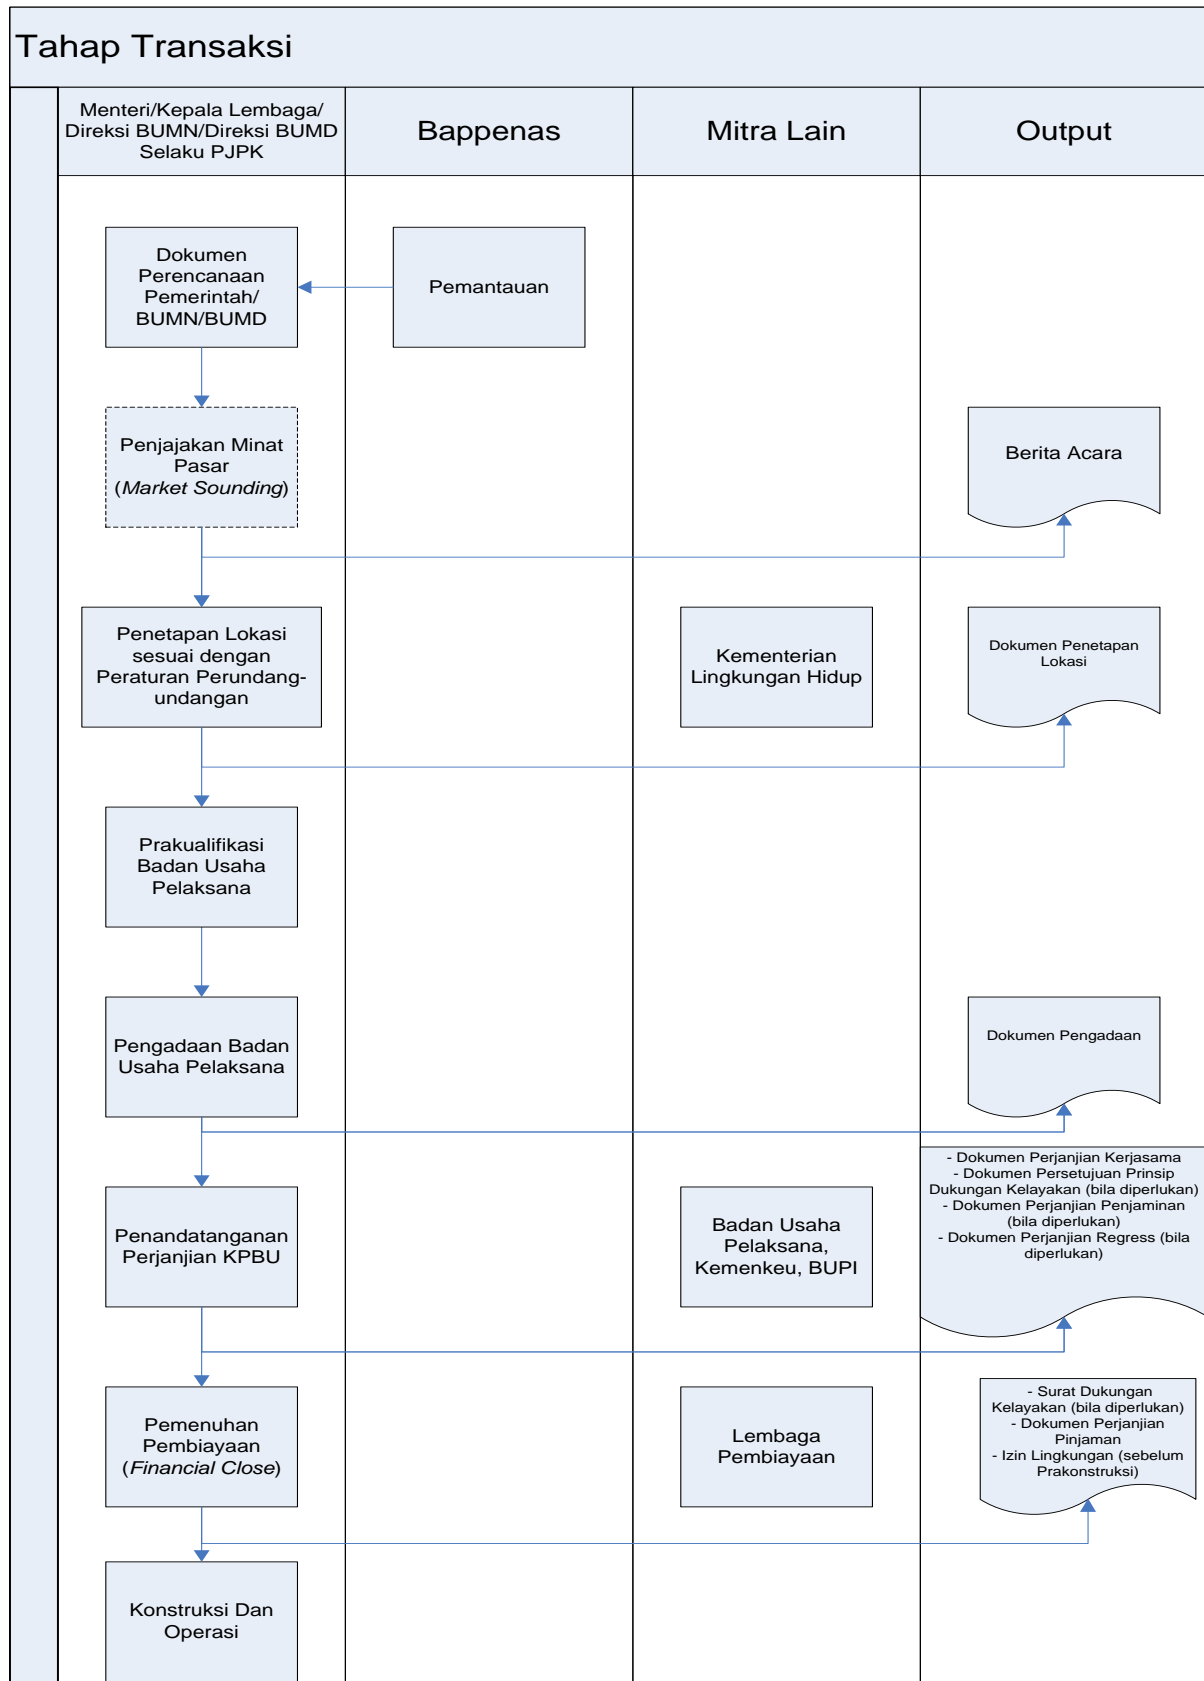 Tahap Transaksi
Menteri/Kepala Lembaga/
Direksi BUMN/Direksi BUMD
Selaku PJPK
Bappenas
Mitra Lain
Output
Dokumen
Perencanaan
Pemerintah/
BUMN/BUMD
Pemantauan
Penjajakan Minat
Pasar
(Market Sounding)
Berita Acara
Penetapan Lokasi
sesuai dengan
Peraturan Perundang-
undangan
Kementerian
Lingkungan Hidup
Dokumen Penetapan
Lokasi
Prakualifikasi
Badan Usaha
Pelaksana
Pengadaan Badan
Usaha Pelaksana
Dokumen Pengadaan
Penandatanganan
Perjanjian KPBU
Badan Usaha
Pelaksana,
Kemenkeu, BUPI
- Dokumen Perjanjian Kerjasama
- Dokumen Persetujuan Prinsip
Dukungan Kelayakan (bila diperlukan)
- Dokumen Perjanjian Penjaminan
(bila diperlukan)
- Dokumen Perjanjian Regress (bila
diperlukan)
Pemenuhan
Pembiayaan
(Financial Close)
Lembaga
Pembiayaan
- Surat Dukungan
Kelayakan (bila diperlukan)
- Dokumen Perjanjian
Pinjaman
- Izin Lingkungan (sebelum
Prakonstruksi)
Konstruksi Dan
Operasi